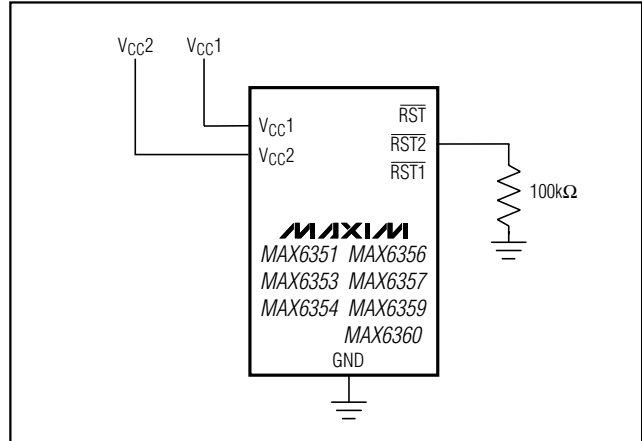 VCC2 VCC1
VCC1
VCC2
RST
RST2
RST1
100kΩ
MAXIM
MAX6351 MAX6356
MAX6353 MAX6357
MAX6354 MAX6359
MAX6360
GND